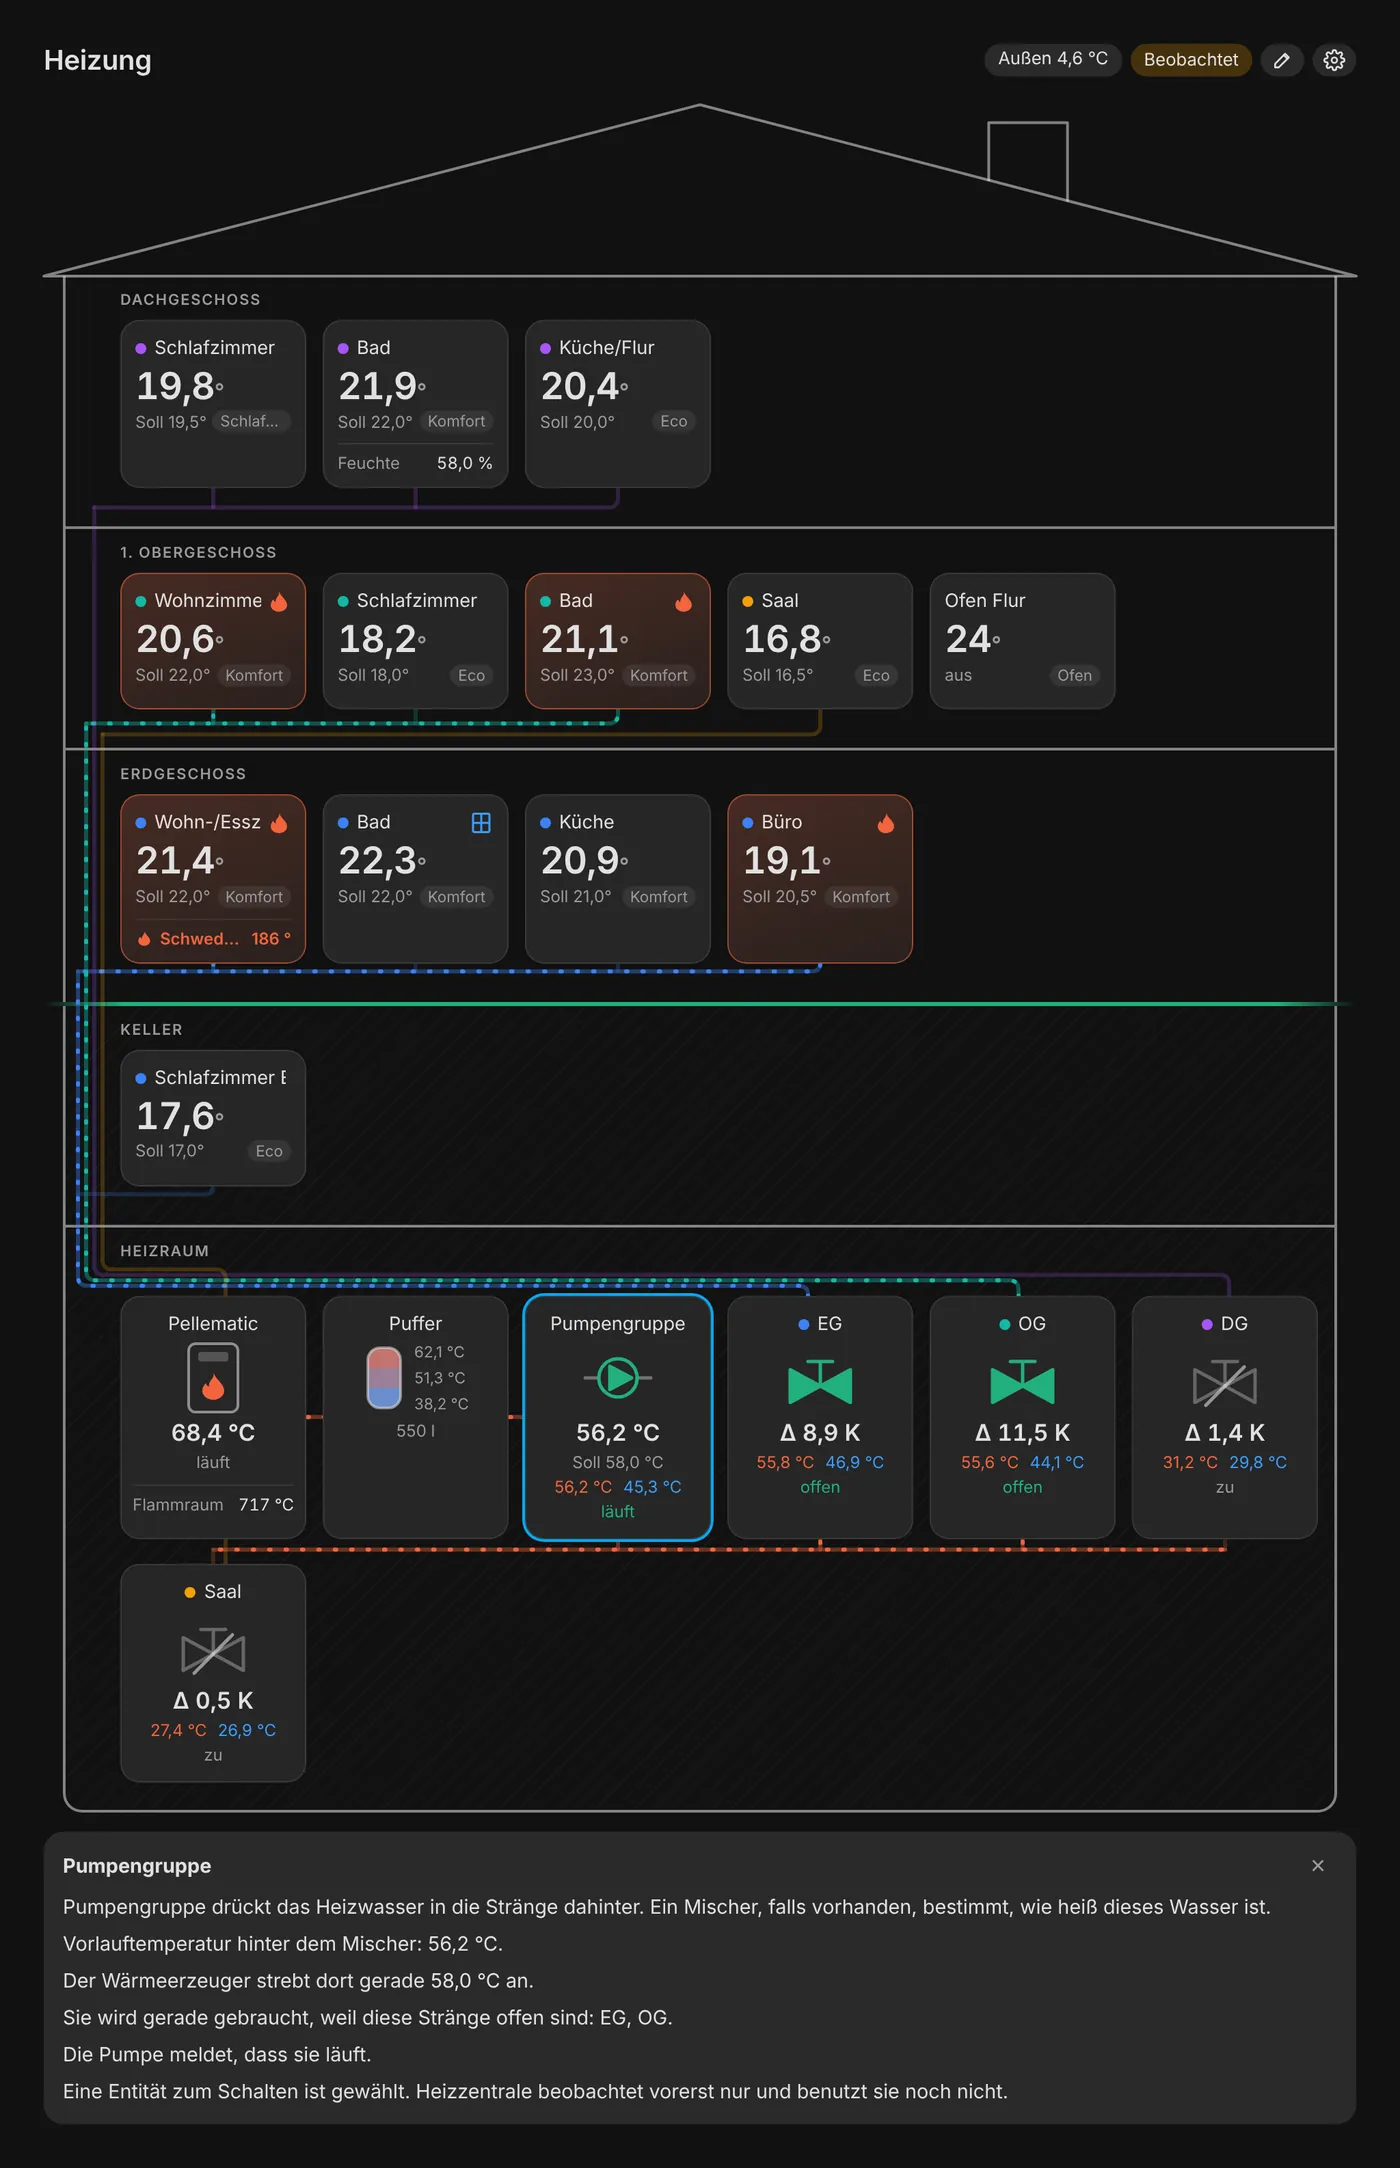 Heizung
Außen 4,6 °C
Beobachtet
DACHGESCHOSS
Schlafzimmer
19,8°
Soll 19,5° Schlaf…
Bad
21,9°
Soll 22,0° Komfort
Feuchte 58,0 %
Küche/Flur
20,4°
Soll 20,0° Eco
1. OBERGESCHOSS
Wohnzimme
20,6°
Soll 22,0° Komfort
Schlafzimmer
18,2°
Soll 18,0° Eco
Bad
21,1°
Soll 23,0° Komfort
Saal
16,8°
Soll 16,5° Eco
Ofen Flur
24°
aus Ofen
ERDGESCHOSS
Wohn-/Essz
21,4°
Soll 22,0° Komfort
Schwed… 186 °
Bad
22,3°
Soll 22,0° Komfort
Küche
20,9°
Soll 21,0° Komfort
Büro
19,1°
Soll 20,5° Komfort
KELLER
Schlafzimmer
17,6°
Soll 17,0° Eco
HEIZRAUM
Pellematic
68,4 °C
läuft
Flammraum 717 °C
Puffer
62,1 °C
51,3 °C
38,2 °C
550 l
Pumpengruppe
56,2 °C
Soll 58,0 °C
56,2 °C 45,3 °C
läuft
EG
Δ 8,9 K
55,8 °C 46,9 °C
offen
OG
Δ 11,5 K
55,6 °C 44,1 °C
offen
DG
Δ 1,4 K
31,2 °C 29,8 °C
zu
Saal
Δ 0,5 K
27,4 °C 26,9 °C
zu
Pumpengruppe
Pumpengruppe drückt das Heizwasser in die Stränge dahinter. Ein Mischer, falls vorhanden, bestimmt, wie heiß dieses Wasser ist.
Vorlauftemperatur hinter dem Mischer: 56,2 °C.
Der Wärmeerzeuger strebt dort gerade 58,0 °C an.
Sie wird gerade gebraucht, weil diese Stränge offen sind: EG, OG.
Die Pumpe meldet, dass sie läuft.
Eine Entität zum Schalten ist gewählt. Heizzentrale beobachtet vorerst nur und benutzt sie noch nicht.